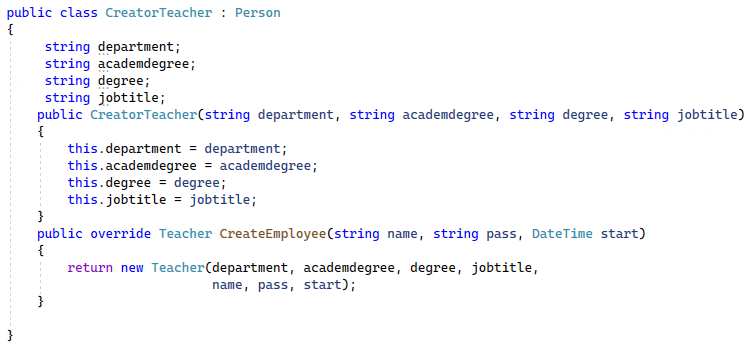 public class CreatorTeacher : Person
{
string department;
string academdegree;
string degree;
string jobtitle;
public CreatorTeacher(string department, string academdegree, string degree, string jobtitle)
{
this.department = department;
this.academdegree = academdegree;
this.degree = degree;
this.jobtitle = jobtitle;
}
public override Teacher CreateEmployee(string name, string pass, DateTime start)
{
return new Teacher(department, academdegree, degree, jobtitle,
name, pass, start);
}
}